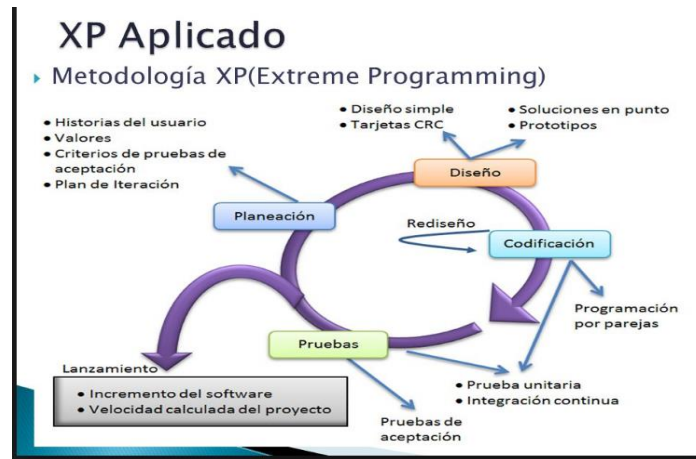 XP Aplicado
Metodología XP(Extreme Programming)
• Historias del usuario
• Valores
• Criterios de pruebas de
aceptación
• Plan de Iteración
• Diseño simple
• Tarjetas CRC
• Soluciones en punto
• Prototipos
Diseño
Planeación
Rediseño
Codificación
Programación
por parejas
Pruebas
Lanzamiento
• Incremento del software
• Velocidad calculada del proyecto
• Prueba unitaria
• Integración continua
Pruebas de
aceptación